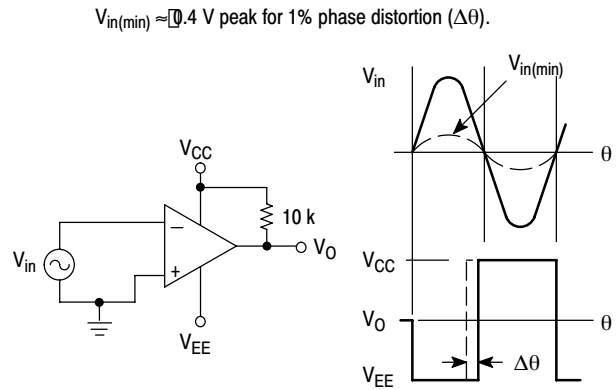 Vin(min) ≈ 0.4 V peak for 1% phase distortion (Δθ).
Vin
Vin(min)
θ
VCC
10 k
−
+
Vin
VO
VEE
VCC
VO
θ
VEE
Δθ